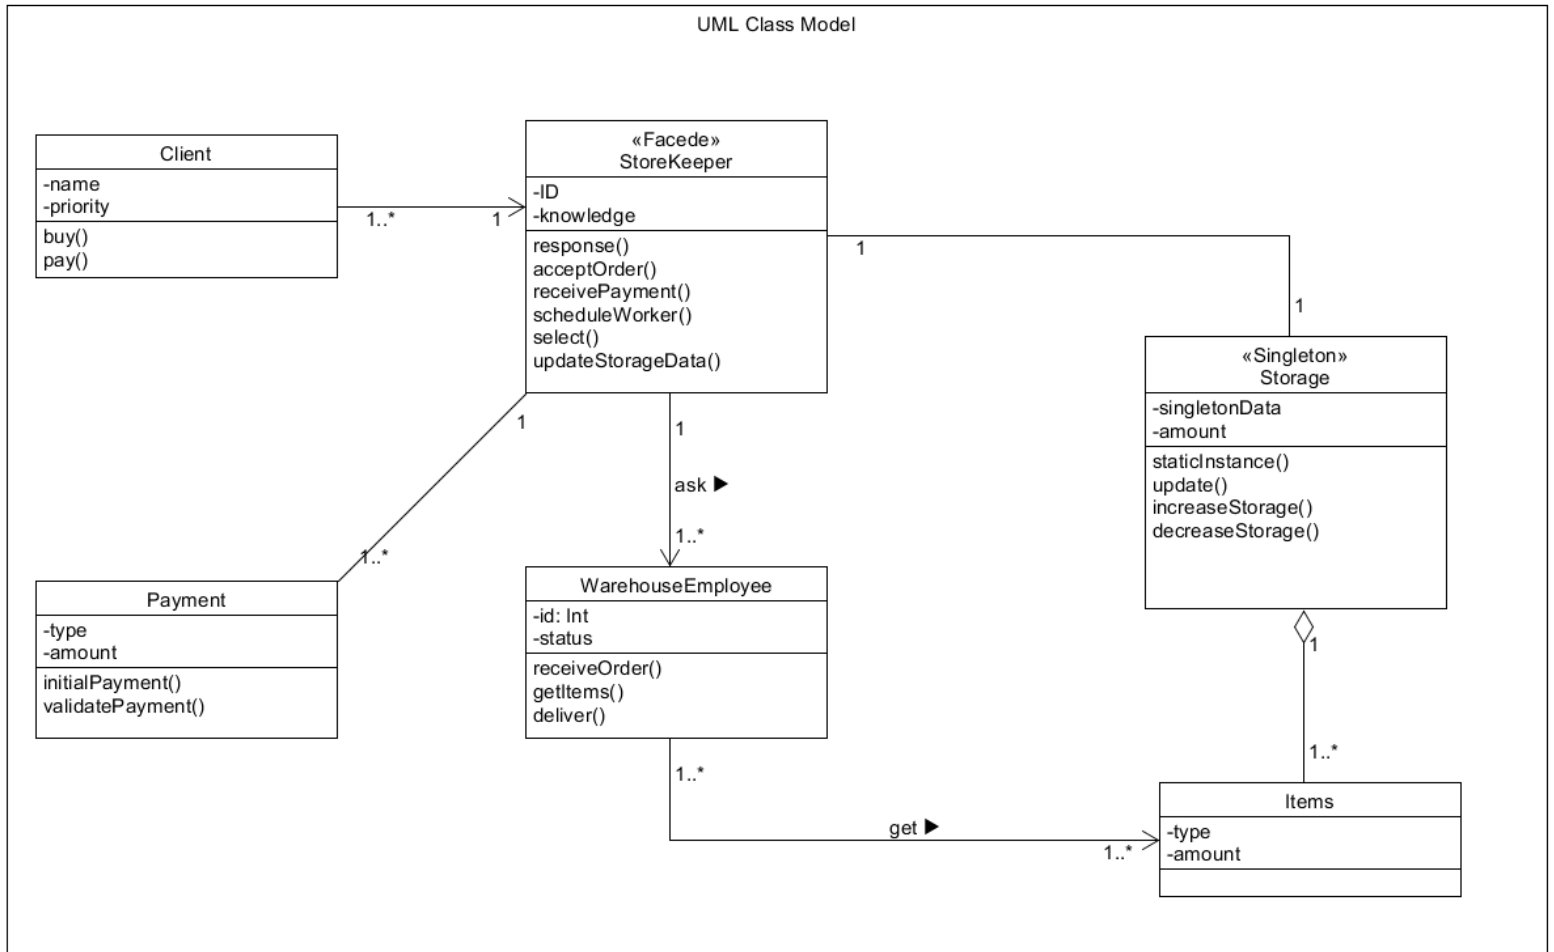 UML Class Model
Client
-name
-priority
buy()
pay()
1..*
1
«Facede»
StoreKeeper
-ID
-knowledge
response()
acceptOrder()
receivePayment()
scheduleWorker()
select()
updateStorageData()
1
1
«Singleton»
Storage
-singletonData
-amount
staticInstance()
update()
increaseStorage()
decreaseStorage()
1
1..*
1
ask ▶
1..*
Payment
-type
-amount
initialPayment()
validatePayment()
WarehouseEmployee
-id: Int
-status
receiveOrder()
getItems()
deliver()
1
1..*
1..*
get ▶
1..*
Items
-type
-amount